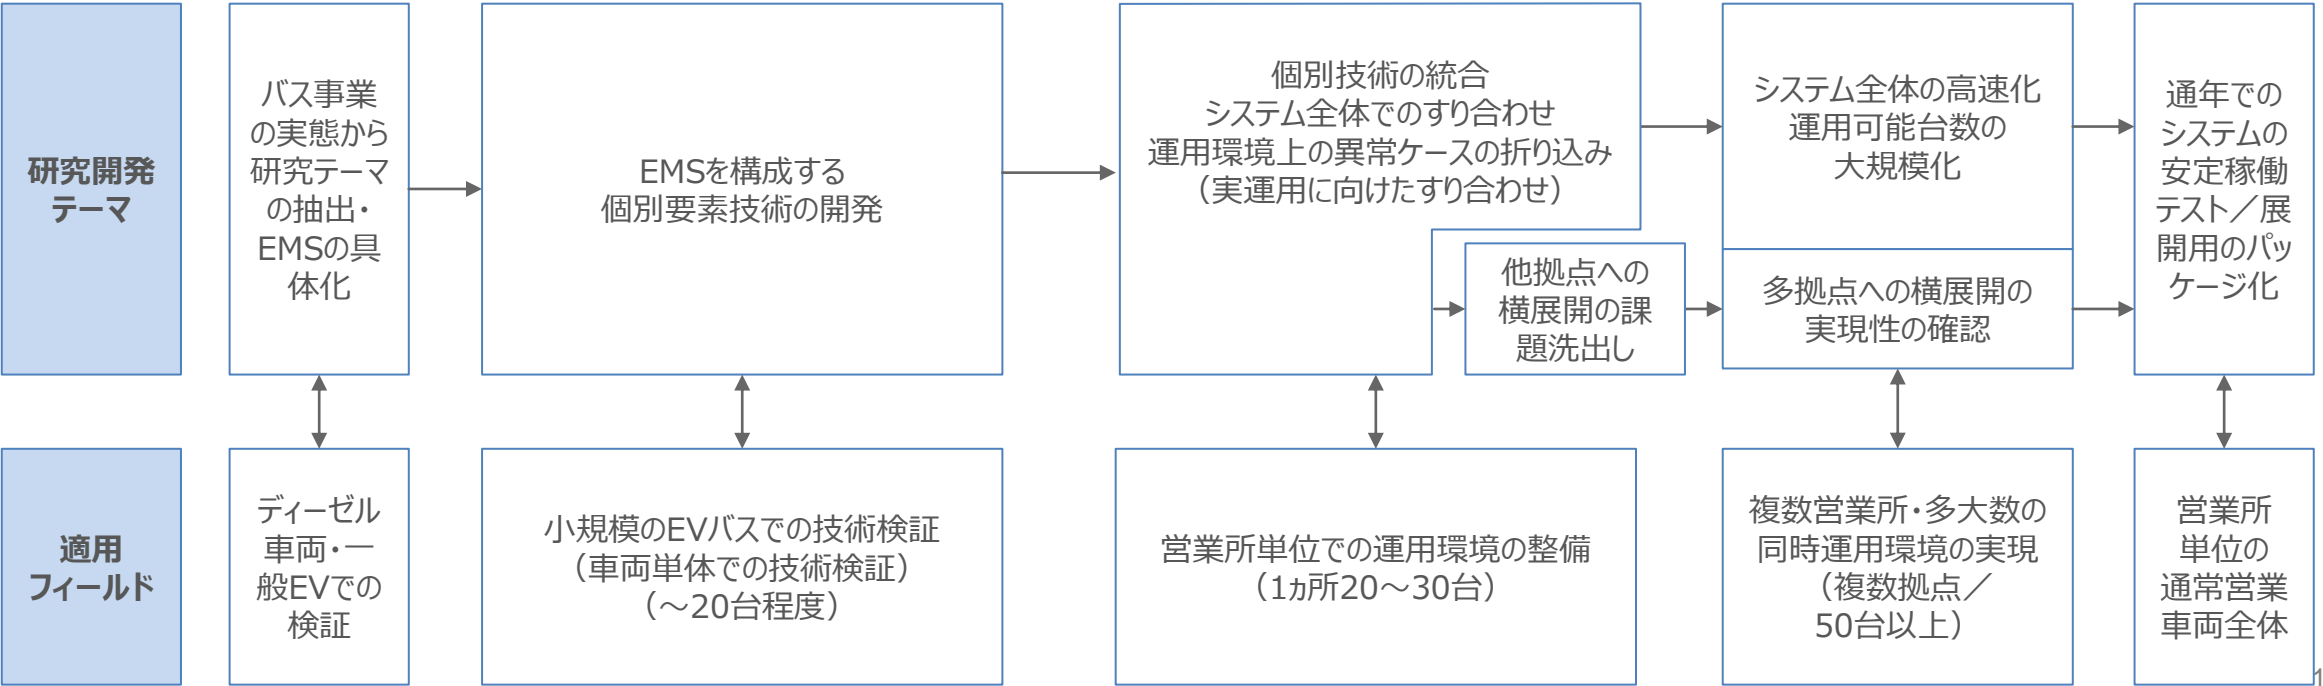 研究開発
テーマ
バス事業
の実態から
研究テーマ
の抽出・
EMSの具
体化
EMSを構成する
個別要素技術の開発
個別技術の統合
システム全体でのすり合わせ
運用環境上の異常ケースの折り込み
（実運用に向けたすり合わせ）
他拠点への
横展開の課
題洗出し
システム全体の高速化
運用可能台数の
大規模化
多拠点への横展開の
実現性の確認
通年での
システムの
安定稼働
テスト／展
開用のパッ
ケージ化
適用
フィールド
ディーゼル
車両・一
般EVでの
検証
小規模のEVバスでの技術検証
（車両単体での技術検証）
（～20台程度）
営業所単位での運用環境の整備
（1ヵ所20～30台）
複数営業所・多大数の
同時運用環境の実現
（複数拠点／
50台以上）
営業所
単位の
通常営業
車両全体